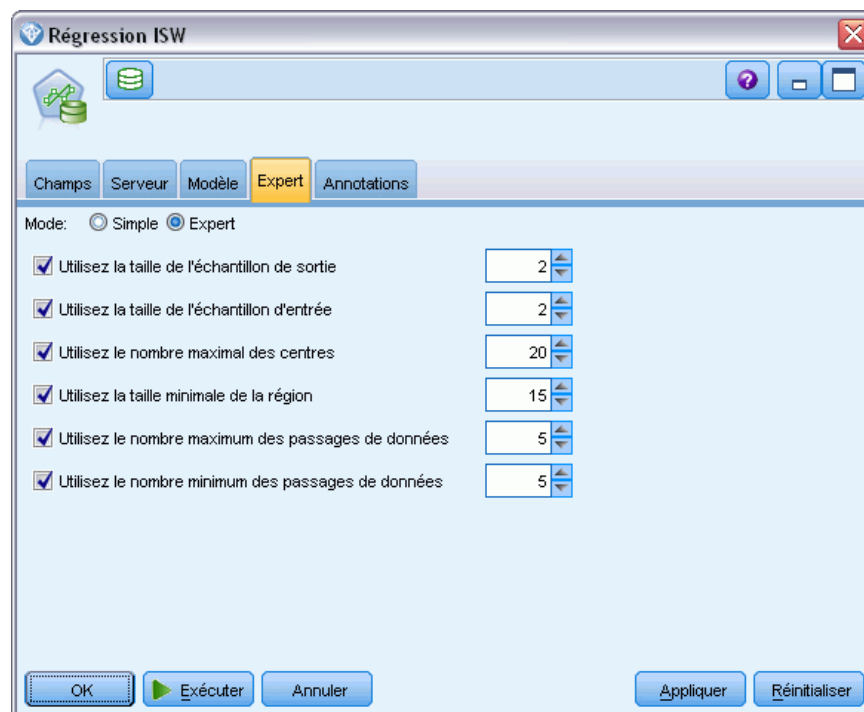 Régression ISW
Champs Serveur Modèle Expert Annotations
Mode: Simple Expert
Utilisez la taille de l'échantillon de sortie 2
Utilisez la taille de l'échantillon d'entrée 2
Utilisez le nombre maximal des centres 20
Utilisez la taille minimale de la région 15
Utilisez le nombre maximum des passages de données 5
Utilisez le nombre minimum des passages de données 5
OK Exécuter Annuler Appliquer Réinitialiser